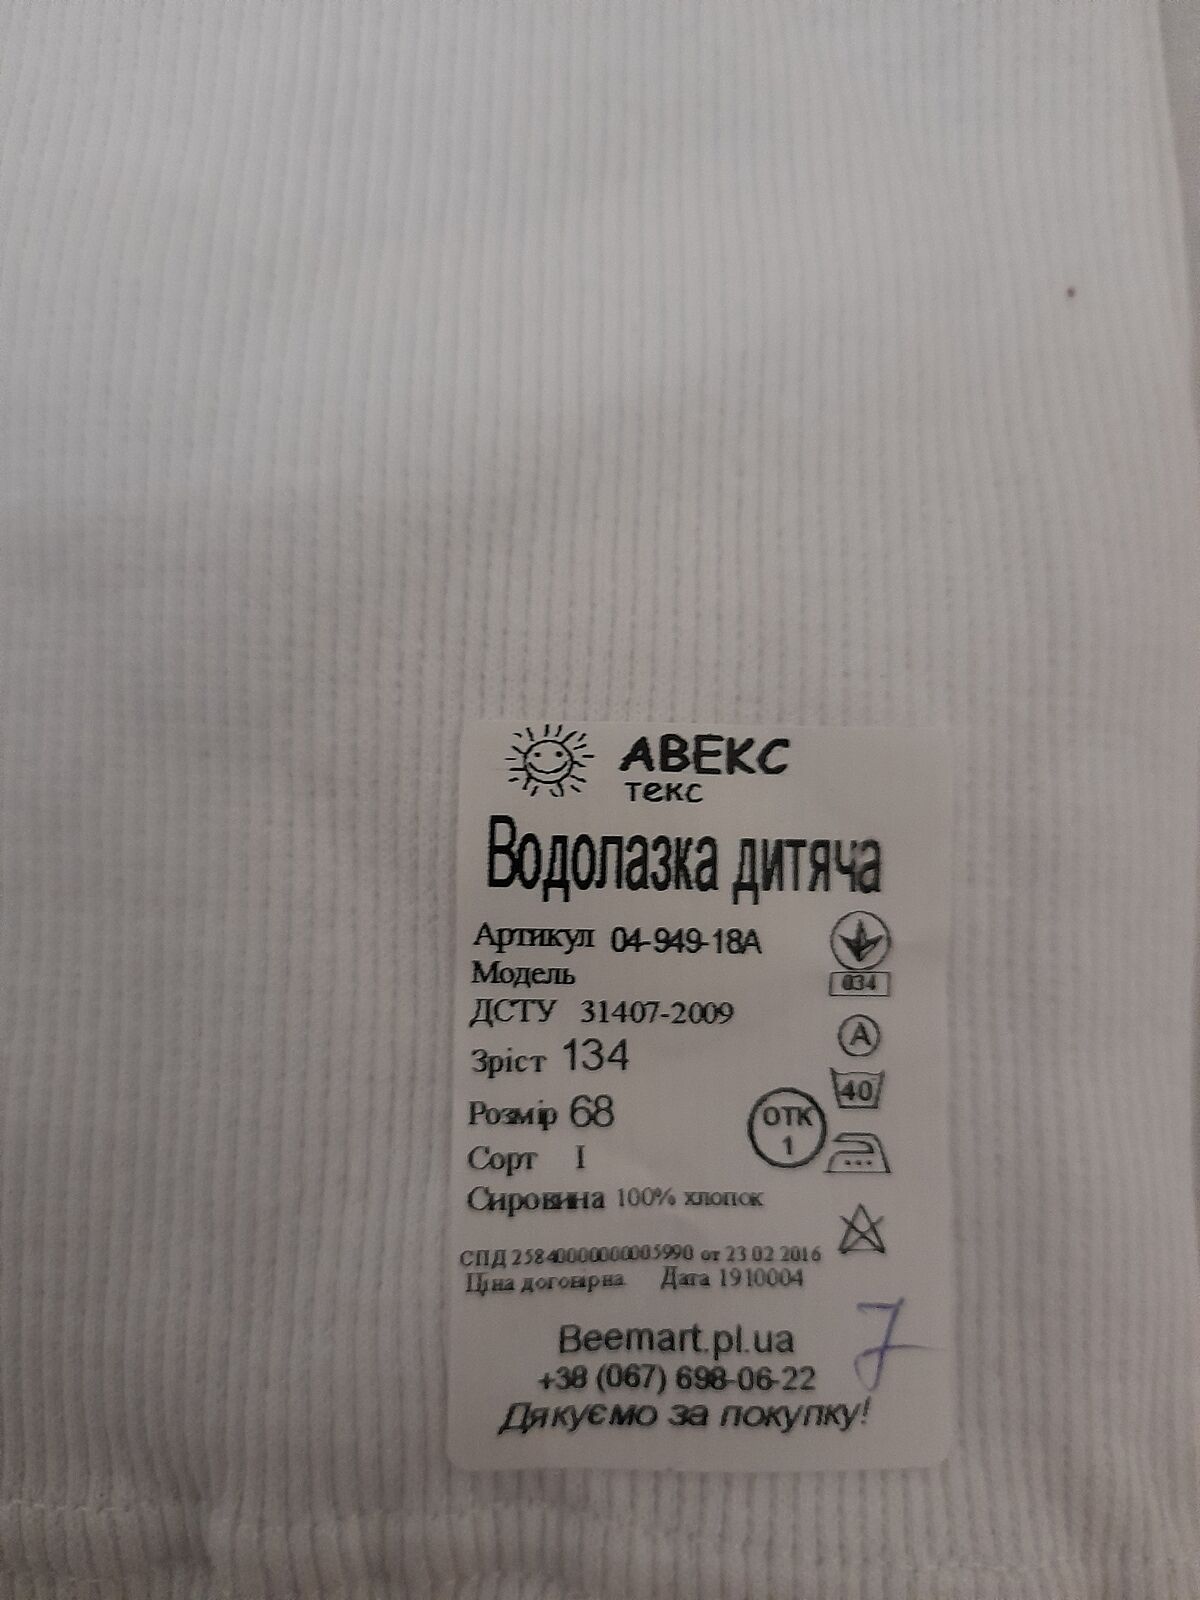 АВЕКС
текс
Водолазка дитяча
Артикул 04-949-18А
Модель
034
ДСТУ 31407-2009
А
Зріст 134
40
Розмір 68
ОТК
1
Сорт I
Сировина 100% хлопок
СПД 25840000000005990 от 23 02 2016
Ціна договірна Дата 1910004
7
Beemart.pl.ua
+38 (067) 698-06-22
Дякуємо за покупку!